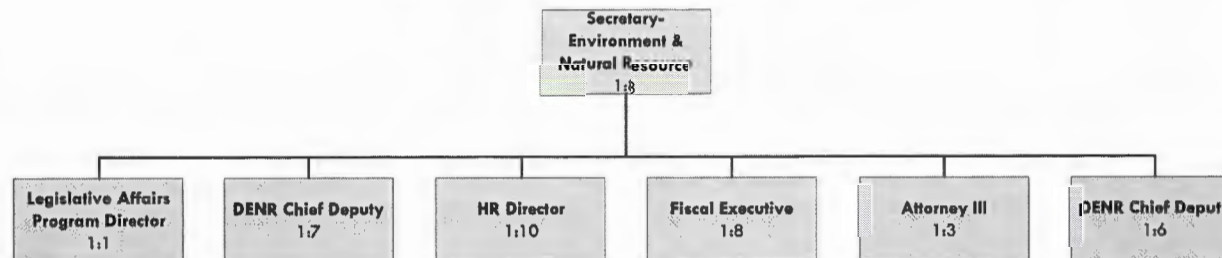 Secretary-
Environment &
Natural Resource
1:8
Legislative Affairs
Program Director
1:1
DENR Chief Deputy
1:7
HR Director
1:10
Fiscal Executive
1:8
Attorney III
1:3
DENR Chief Deput
1:6